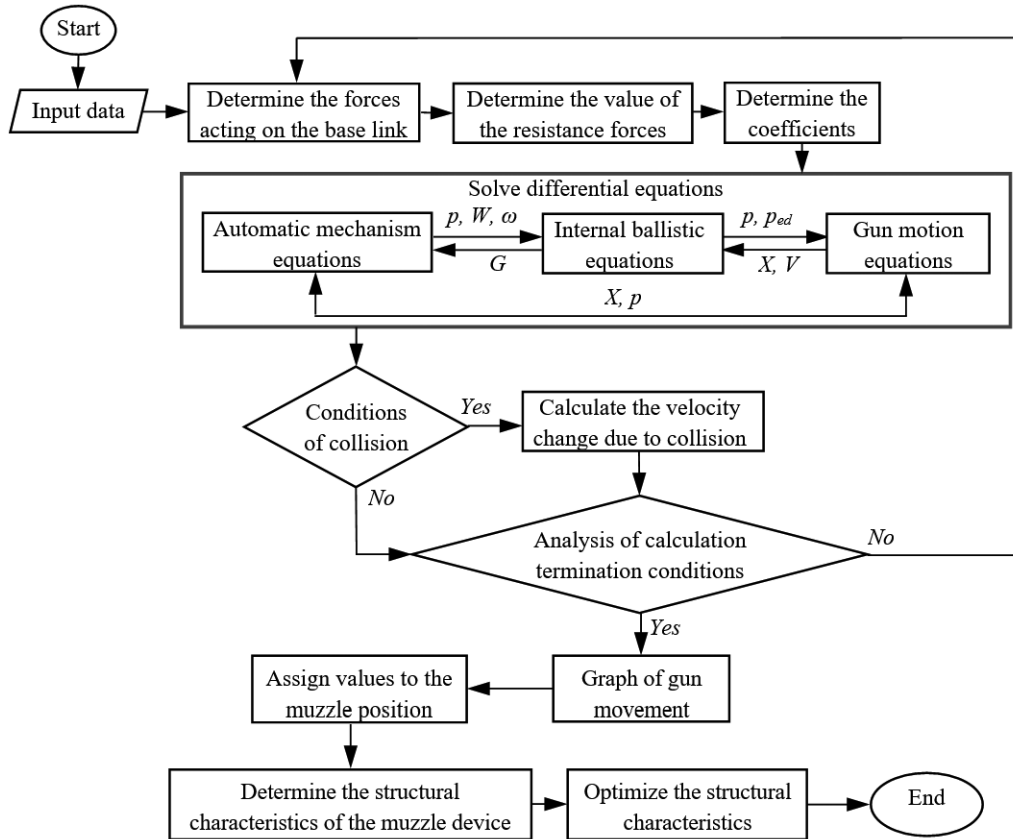 Start
Input data
Determine the forces
acting on the base link
Determine the value of
the resistance forces
Determine the
coefficients
Solve differential equations
Automatic mechanism
equations
p, W, ω
G
Internal ballistic
equations
p, ped
X, V
Gun motion
equations
X, p
Conditions
of collision
Yes
Calculate the velocity
change due to collision
No
Analysis of calculation
termination conditions
No
Yes
Graph of gun
movement
Assign values to the
muzzle position
Determine the structural
characteristics of the muzzle device
Optimize the structural
characteristics
End